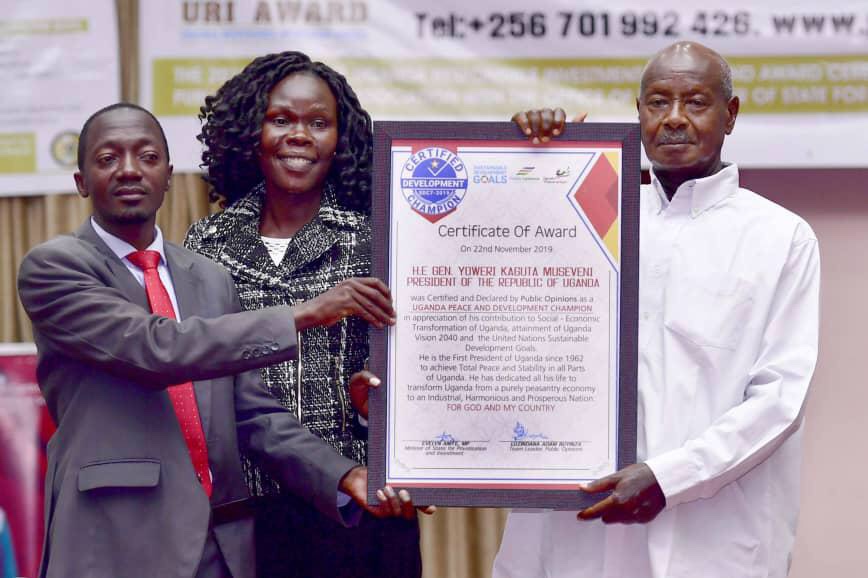 URI AWARD
Tel:+256 701 992 426. www.
CERTIFIED
DEVELOPMENT
SDCT-2019
CHAMPION
SUSTAINABLE DEVELOPMENT
GOALS
Certificate Of Award
On 22nd November 2019.
H.E GEN. YOWERI KAGUTA MUSEVENI
PRESIDENT OF THE REPUBLIC OF UGANDA
was Certified and Declared by Public Opinions as a
UGANDA PEACE AND DEVELOPMENT CHAMPION
in appreciation of his contribution to Social - Economic
Transformation of Uganda, attainment of Uganda
Vision 2040 and the United Nations Sustainable
Development Goals.
He is the First President of Uganda since 1962
to achieve Total Peace and Stability in all Parts
of Uganda. He has dedicated all his life to
transform Uganda from a purely peasantry economy
to an Industrial, Harmonious and Prosperous Nation.
FOR GOD AND MY COUNTRY
EVELYN ANITE, MP
Minister of State for Privatization
and Investment
Team Leader, Public Opinions